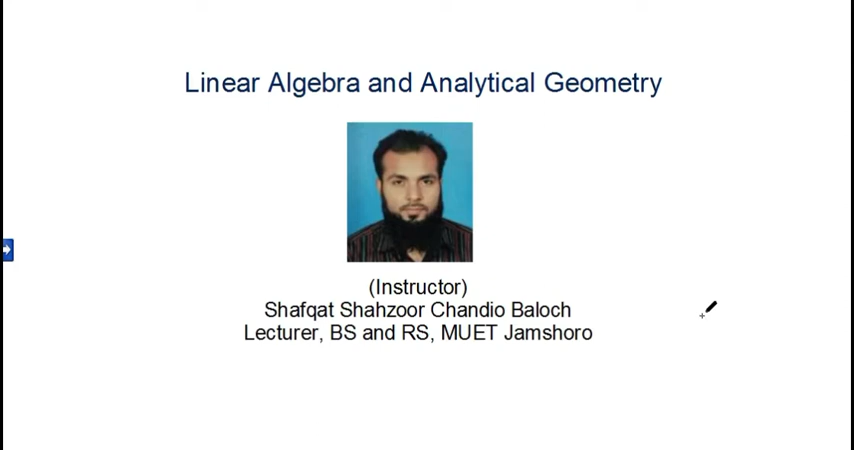 Linear Algebra and Analytical Geometry
(Instructor)
Shafqat Shahzoor Chandio Baloch
Lecturer, BS and RS, MUET Jamshoro